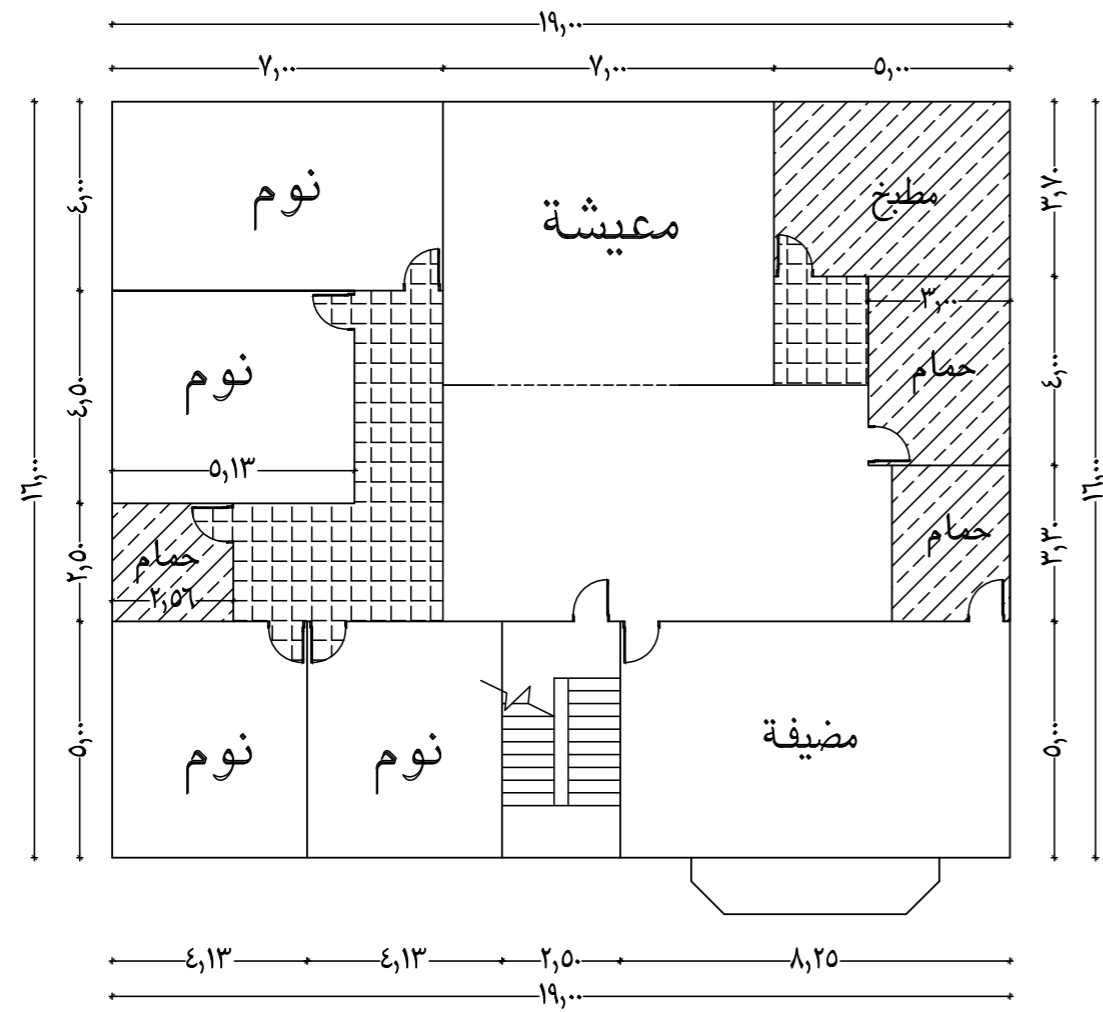 ١٩,٠٠
٧,٠٠ ٧,٠٠ ٥,٠٠
نوم
معيشة
مطبخ
٤,٠٠
٣,٧٠
٣,٠٠
نوم
حمام
٤,٥٠
٤,٠٠
٥,١٣
١٦,٠٠
١٦,٠٠
حمام
حمام
٢,٥٠
٣,٣٠
٢,٥٦
نوم
نوم
مضيفة
٥,٠٠
٥,٠٠
٤,١٣ ٤,١٣ ٢,٥٠ ٨,٢٥
١٩,٠٠